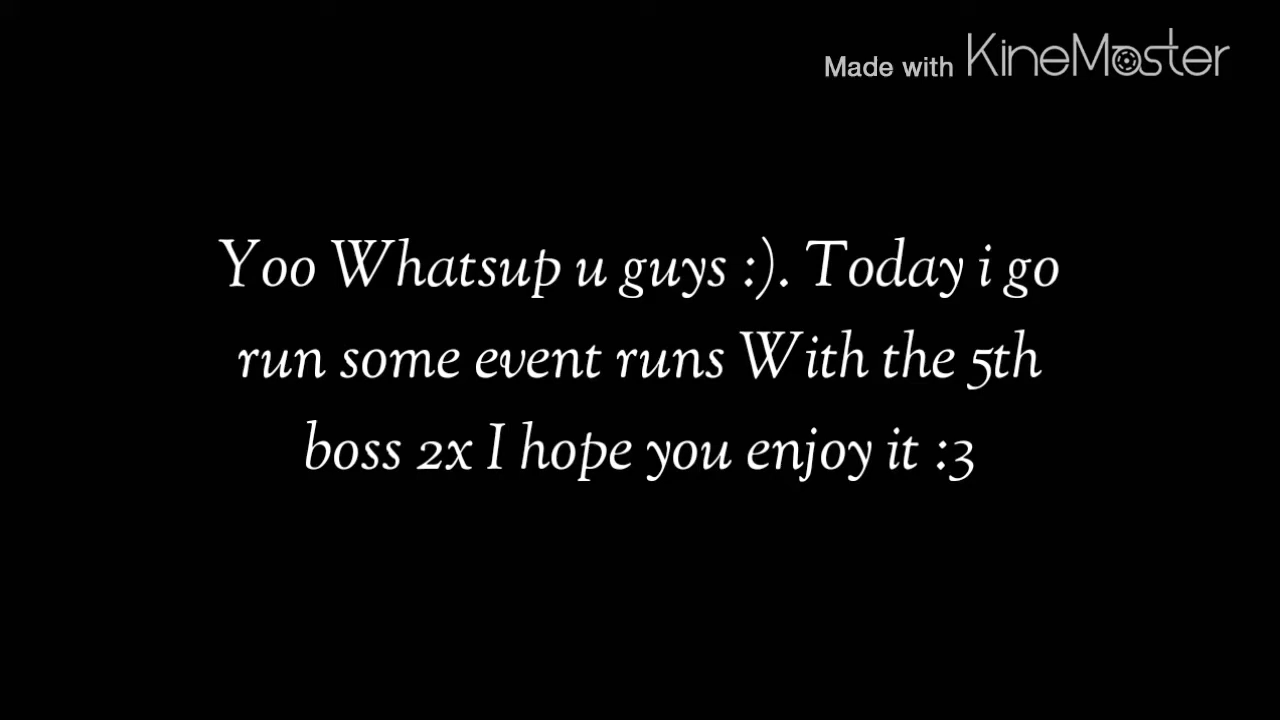 Made with KineMaster
Yoo Whatsup u guys :). Today i go
run some event runs With the 5th
boss 2x I hope you enjoy it :3